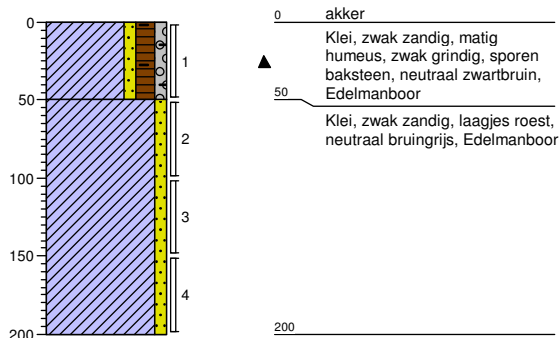 0
50
100
150
200
1
2
3
4
0 akker
Klei, zwak zandig, matig
humeus, zwak grindig, sporen
baksteen, neutraal zwartbruin,
Edelmanboor
50
Klei, zwak zandig, laagjes roest,
neutraal bruingrijs, Edelmanboor
200